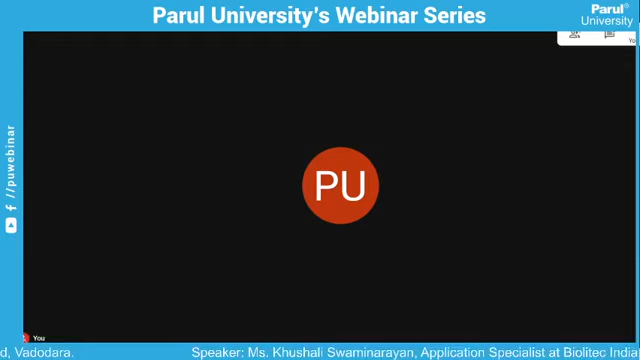 Parul University's Webinar Series
Parul®
University
Yo
//puwebinar
PU
You
d, Vadodara.
Speaker: Ms. Khushali Swaminarayan, Application Specialist at Biolitec India